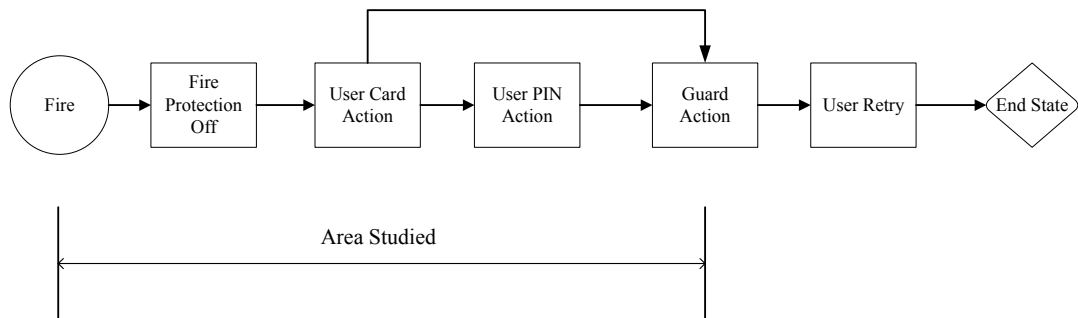 Fire
Fire
Protection
Off
User Card
Action
User PIN
Action
Guard
Action
User Retry
End State
Area Studied